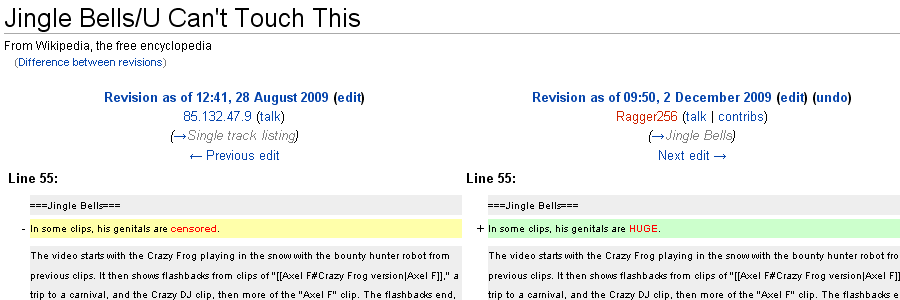 Jingle Bells/U Can't Touch This
From Wikipedia, the free encyclopedia
(Difference between revisions)
Revision as of 12:41, 28 August 2009 (edit)
85.132.47.9 (talk)
(→Single track listing)
← Previous edit
Revision as of 09:50, 2 December 2009 (edit) (undo)
Ragger256 (talk | contribs)
(→Jingle Bells)
Next edit →
Line 55:
===Jingle Bells===
- In some clips, his genitals are censored.
The video starts with the Crazy Frog playing in the snow with the bounty hunter robot from
previous clips. It then shows flashbacks from clips of "[[Axel F#Crazy Frog version|Axel F]]," a
trip to a carnival, and the Crazy DJ clip, then more of the "Axel F" clip. The flashbacks end,
Line 55:
===Jingle Bells===
+ In some clips, his genitals are HUGE.
The video starts with the Crazy Frog playing in the snow with the bou
previous clips. It then shows flashbacks from clips of "[[Axel F#Crazy Frog version|Axel F]]
trip to a carnival, and the Crazy DJ clip, then more of the "Axel F" clip. The flashbacks e